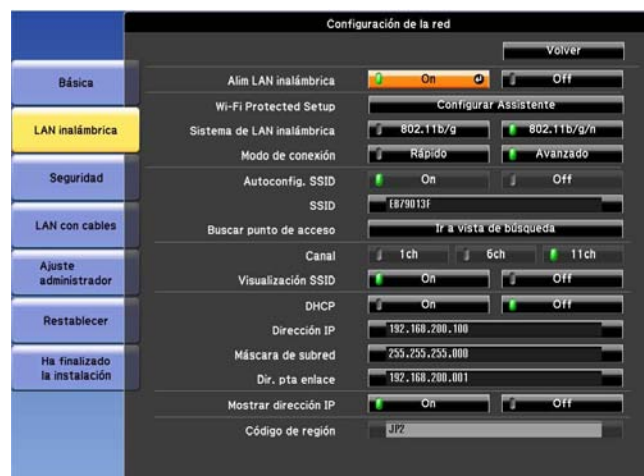 Configuración de la red
Volver
Básica
LAN inalámbrica
Seguridad
LAN con cables
Ajuste
administrador
Restablecer
Ha finalizado
la instalación
Alim LAN inalámbrica On Off
Wi-Fi Protected Setup Configurar Assistente
Sistema de LAN inalámbrica 802.11b/g 802.11b/g/n
Modo de conexión Rápido Avanzado
Autoconfig. SSID On Off
SSID EB79013F
Buscar punto de acceso Ir a vista de búsqueda
Canal 1ch 6ch 11ch
Visualización SSID On Off
DHCP On Off
Dirección IP 192.168.200.100
Máscara de subred 255.255.255.000
Dir. pta enlace 192.168.200.001
Mostrar dirección IP On Off
Código de región JP2